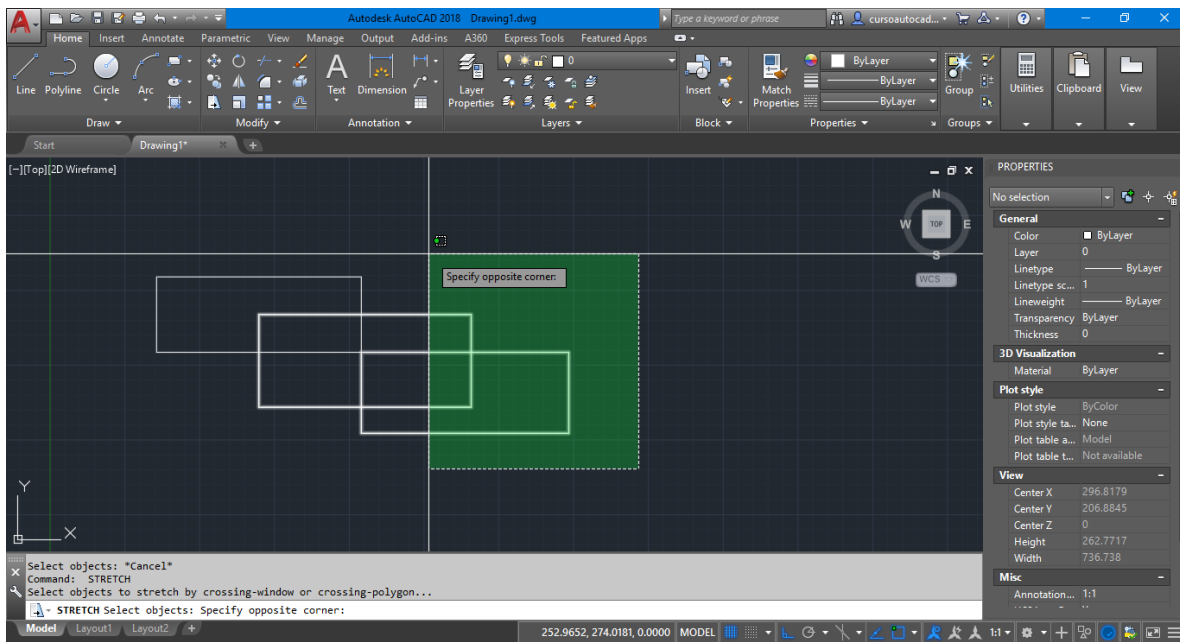 Autodesk AutoCAD 2018 Drawing1.dwg
Type a keyword or phrase
cursoautocad...
Home Insert Annotate Parametric View Manage Output Add-ins A360 Express Tools Featured Apps
Line Polyline Circle Arc
Text Dimension
Layer Properties
0
Insert
Match Properties
ByLayer
ByLayer
ByLayer
Group
Utilities Clipboard View
Draw Modify Annotation Layers Block Properties Groups
Start Drawing1* +
[−][Top][2D Wireframe]
N
W TOP E
S
WCS
Specify opposite corner:
Y
X
PROPERTIES
No selection
General
Color ByLayer
Layer 0
Linetype ByLayer
Linetype sc... 1
Lineweight ByLayer
Transparency ByLayer
Thickness 0
3D Visualization
Material ByLayer
Plot style
Plot style ByColor
Plot style ta... None
Plot table a... Model
Plot table t... Not available
View
Center X 296.8179
Center Y 206.8845
Center Z 0
Height 262.7717
Width 736.738
Misc
Annotation... 1:1
Select objects: *Cancel*
Command: STRETCH
Select objects to stretch by crossing-window or crossing-polygon...
STRETCH Select objects: Specify opposite corner:
Model Layout1 Layout2 +
252.9652, 274.0181, 0.0000 MODEL 1:1